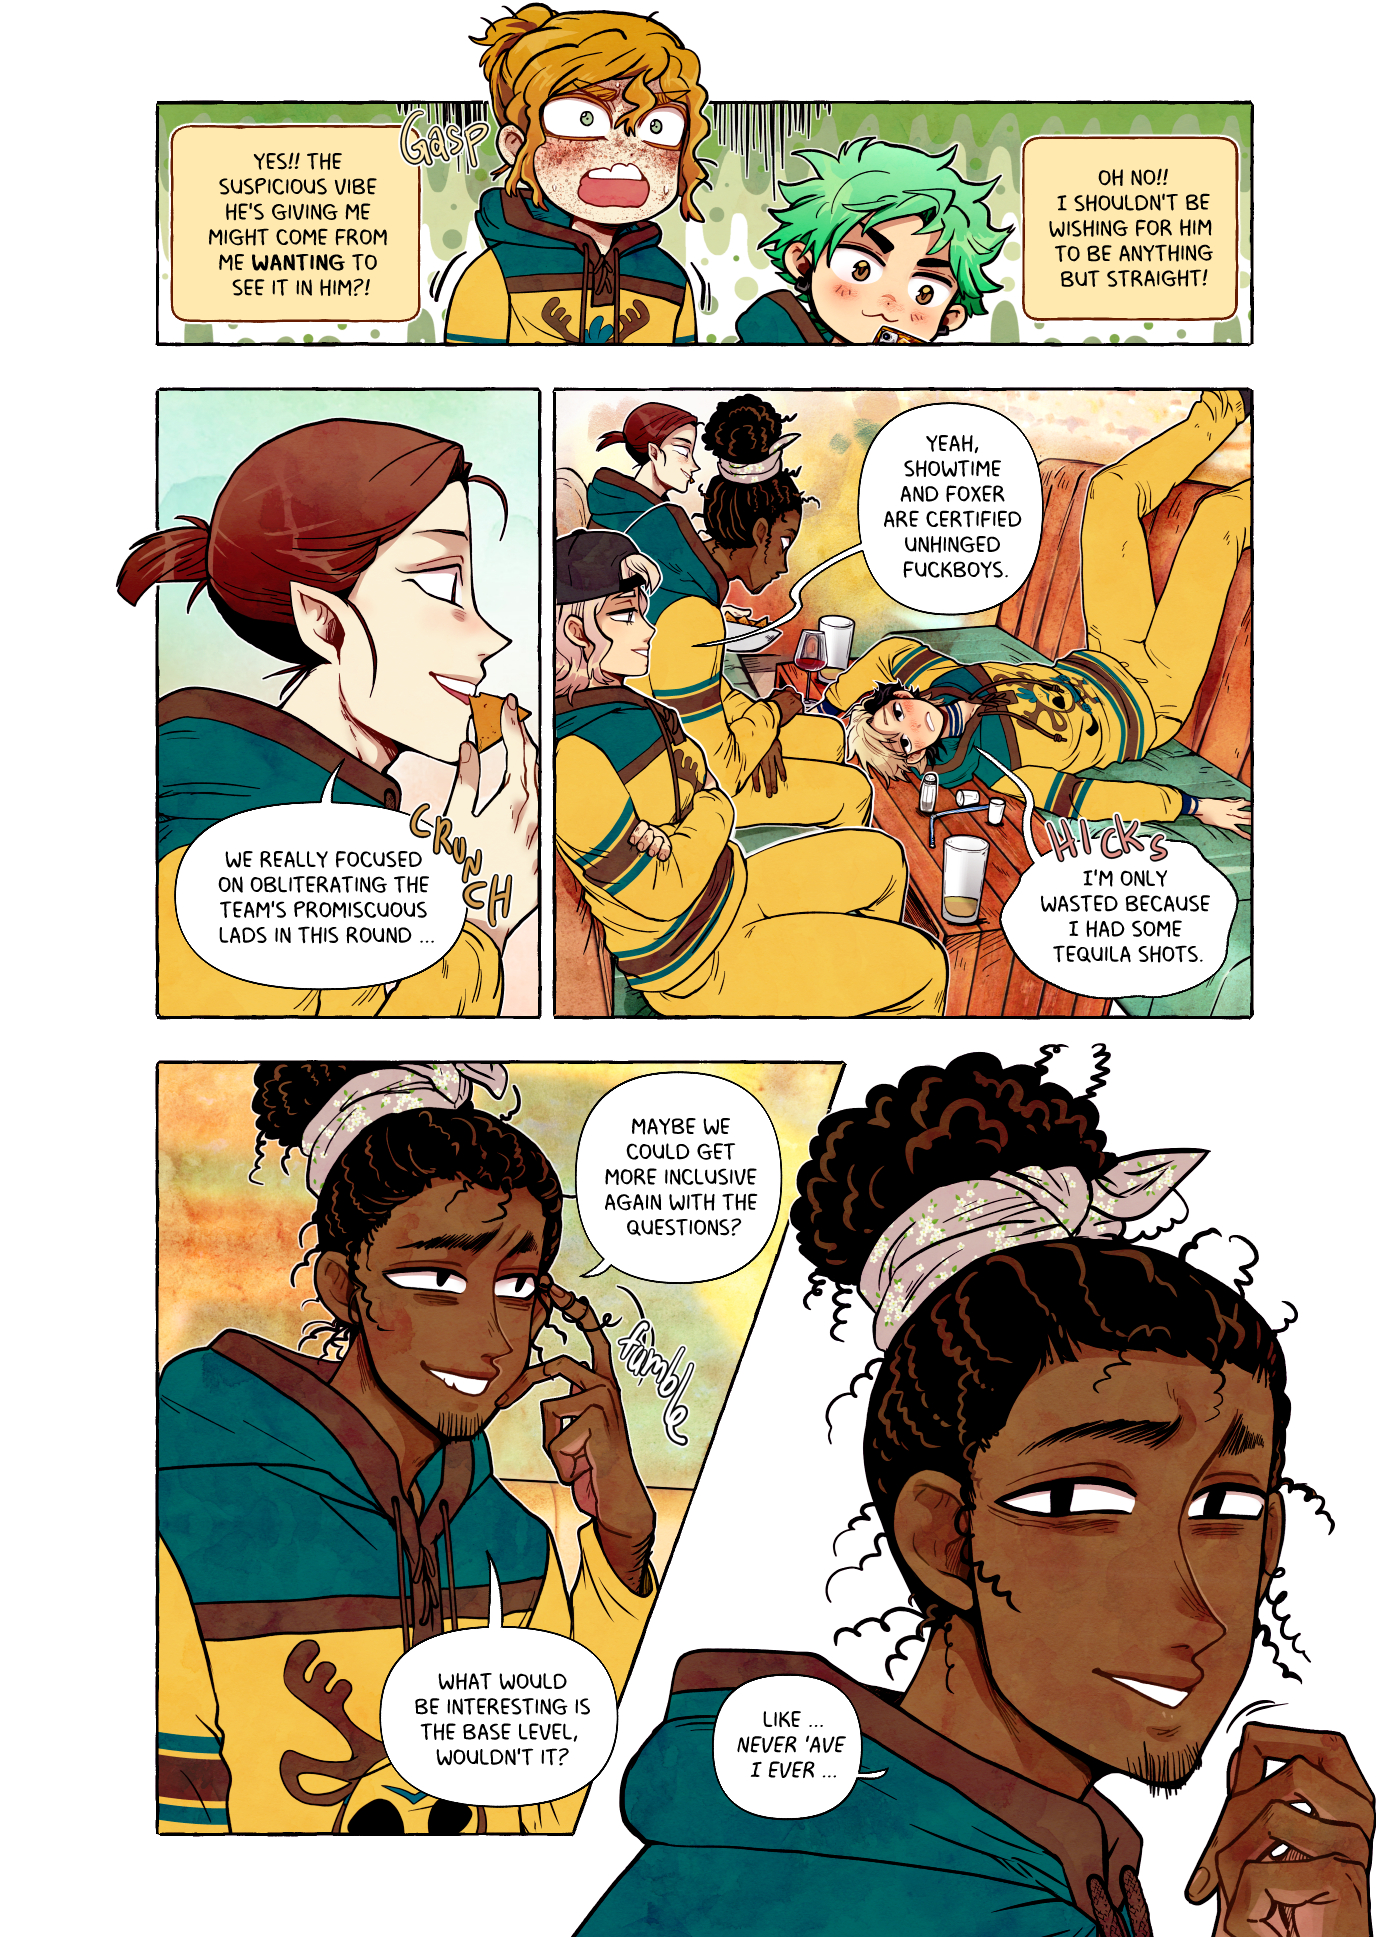 YES!! THE
SUSPICIOUS VIBE
HE'S GIVING ME
MIGHT COME FROM
ME WANTING TO
SEE IT IN HIM?!
Gasp
OH NO!!
I SHOULDN'T BE
WISHING FOR HIM
TO BE ANYTHING
BUT STRAIGHT!
CRUNCH
WE REALLY FOCUSED
ON OBLITERATING THE
TEAM'S PROMISCUOUS
LADS IN THIS ROUND ...
YEAH,
SHOWTIME
AND FOXER
ARE CERTIFIED
UNHINGED
FUCKBOYS.
HICKS
I'M ONLY
WASTED BECAUSE
I HAD SOME
TEQUILA SHOTS.
MAYBE WE
COULD GET
MORE INCLUSIVE
AGAIN WITH THE
QUESTIONS?
fumble
WHAT WOULD
BE INTERESTING IS
THE BASE LEVEL,
WOULDN'T IT?
LIKE ...
NEVER 'AVE
I EVER ...